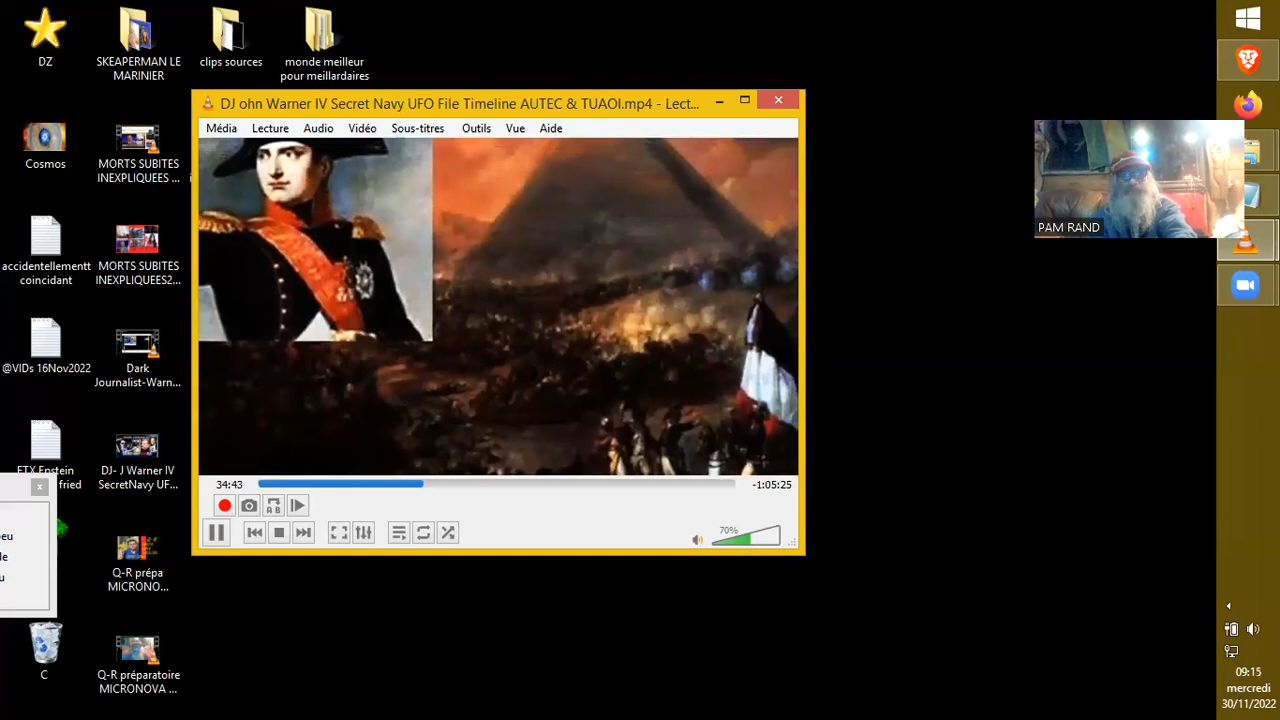 DZ
SKEAPERMAN LE
MARINIER
clips sources
monde meilleur
pour meillardaires
DJ ohn Warner IV Secret Navy UFO File Timeline AUTEC & TUAOI.mp4 - Lect...
Média Lecture Audio Vidéo Sous-titres Outils Vue Aide
Cosmos
MORTS SUBITES
INEXPLIQUEES ...
PAM RAND
accidentellementt
coincidant
MORTS SUBITES
INEXPLIQUEES2...
@VIDs 16Nov2022
Dark
Journalist-Warn...
FTX Epstein
fried
DJ- J Warner IV
SecretNavy UF...
34:43
-1:05:25
A B
70%
Q-R prépa
MICRONO...
C
Q-R préparatoire
MICRONOVA ...
09:15
mercredi
30/11/2022